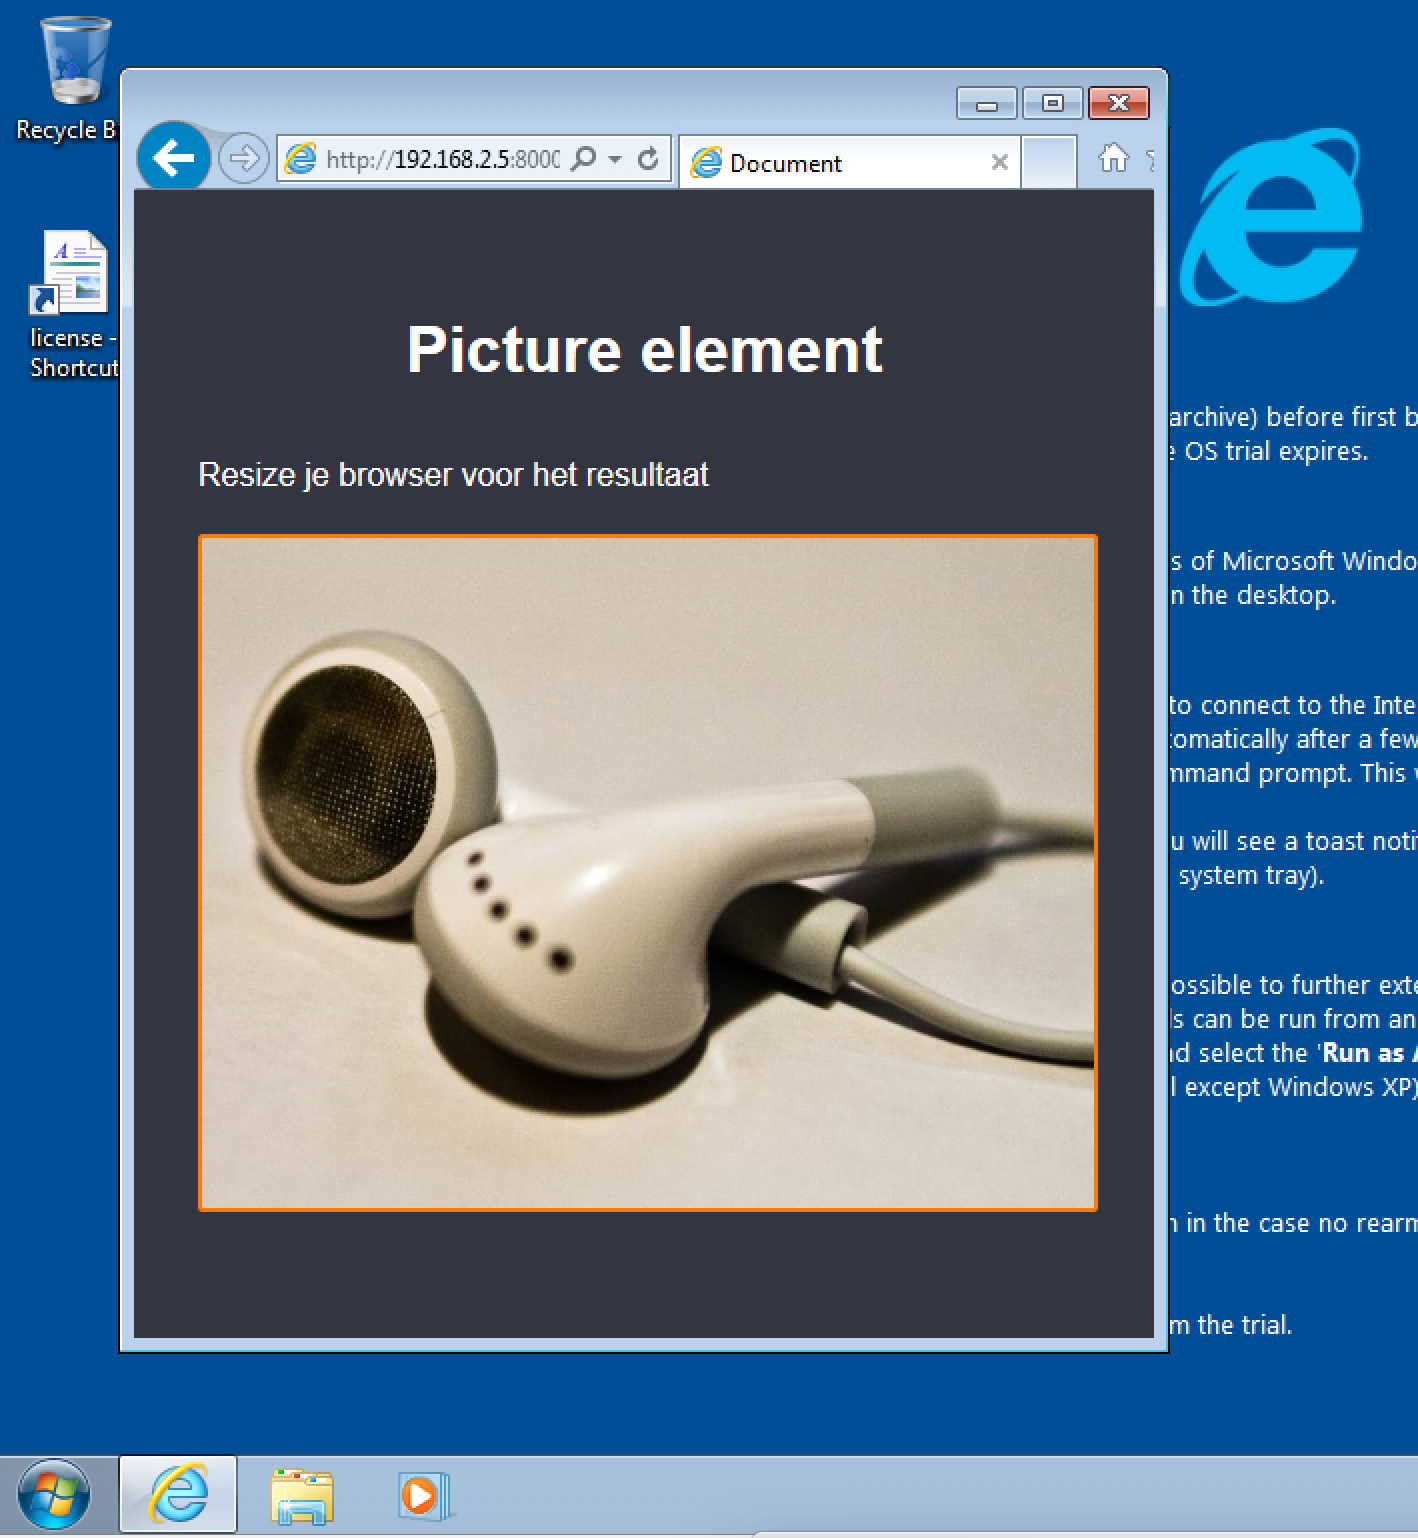 Recycle B
license -
Shortcut
http://192.168.2.5:800
Document
Picture element
Resize je browser voor het resultaat
archive) before first b
e OS trial expires.
s of Microsoft Windo
n the desktop.
to connect to the Inte
tomatically after a few
mmand prompt. This
u will see a toast noti
system tray).
ossible to further exte
ls can be run from an
nd select the 'Run as A
l except Windows XP)
n in the case no rearm
m the trial.